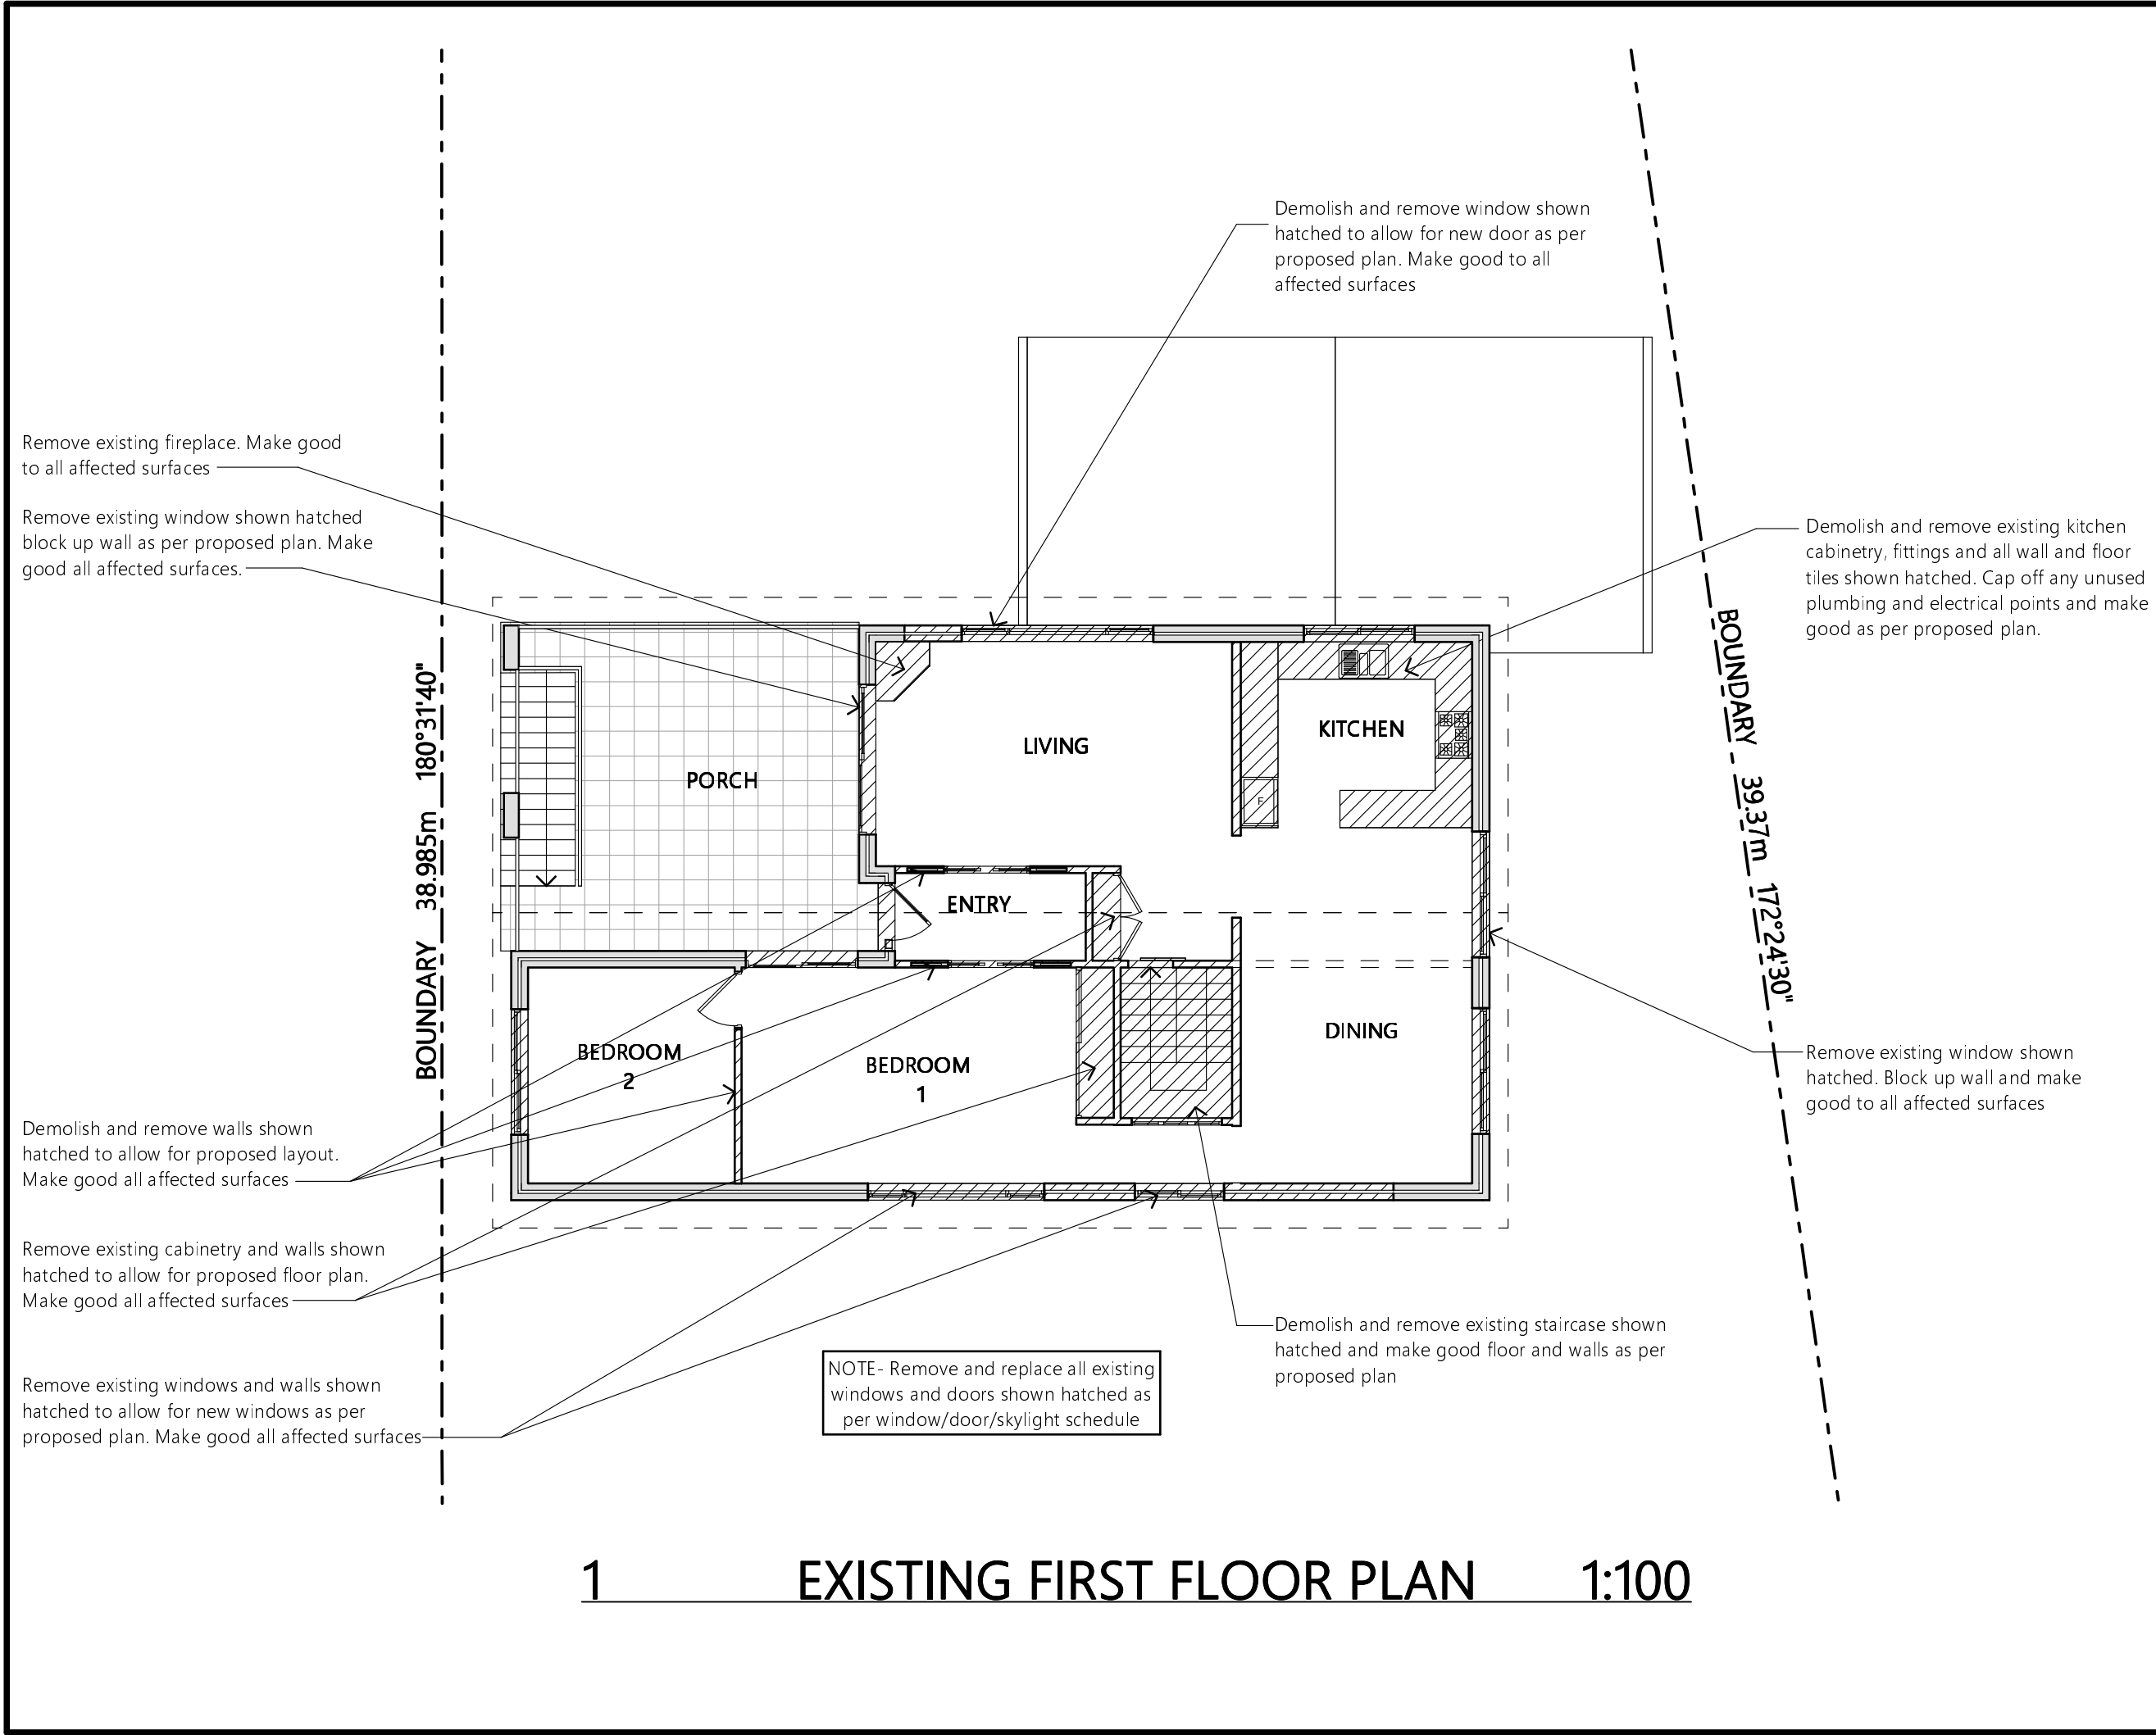 Demolish and remove window shown
hatched to allow for new door as per
proposed plan. Make good to all
affected surfaces
Remove existing fireplace. Make good
to all affected surfaces
Remove existing window shown hatched
block up wall as per proposed plan. Make
good all affected surfaces.
Demolish and remove existing kitchen
cabinetry, fittings and all wall and floor
tiles shown hatched. Cap off any unused
plumbing and electrical points and make
good as per proposed plan.
BOUNDARY 38.985m 180°31'40"
BOUNDARY 39.37m 172°24'30"
PORCH
LIVING
KITCHEN
F
ENTRY
BEDROOM
2
BEDROOM
1
DINING
Remove existing window shown
hatched. Block up wall and make
good to all affected surfaces
Demolish and remove walls shown
hatched to allow for proposed layout.
Make good all affected surfaces
Remove existing cabinetry and walls shown
hatched to allow for proposed floor plan.
Make good all affected surfaces
Remove existing windows and walls shown
hatched to allow for new windows as per
proposed plan. Make good all affected surfaces
NOTE- Remove and replace all existing
windows and doors shown hatched as
per window/door/skylight schedule
Demolish and remove existing staircase shown
hatched and make good floor and walls as per
proposed plan
1 EXISTING FIRST FLOOR PLAN 1:100